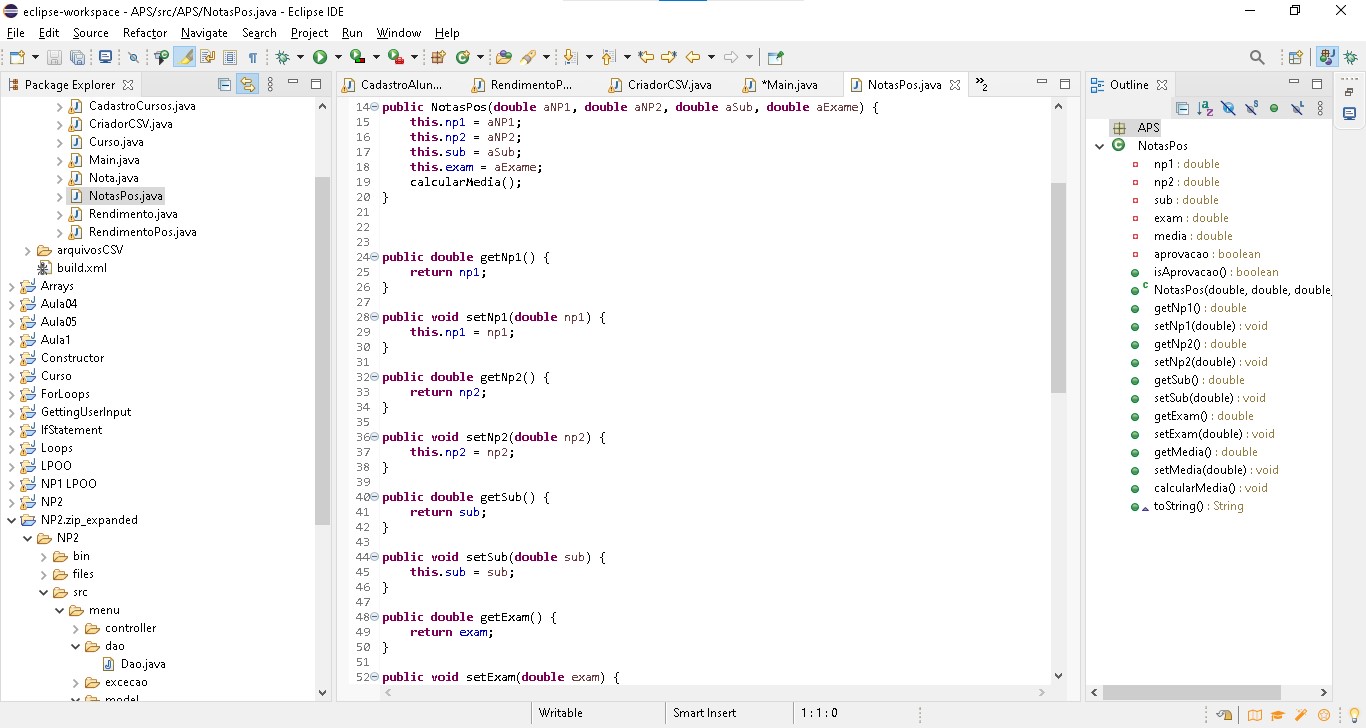 eclipse-workspace - APS/src/APS/NotasPos.java - Eclipse IDE
File Edit Source Refactor Navigate Search Project Run Window Help
Package Explorer
CadastroCursos.java
CriadorCSV.java
Curso.java
Main.java
Nota.java
NotasPos.java
Rendimento.java
RendimentoPos.java
arquivosCSV
build.xml
Arrays
Aula04
Aula05
Aula1
Constructor
Curso
ForLoops
GettingUserInput
IfStatement
Loops
LPOO
NP1 LPOO
NP2
NP2.zip_expanded
NP2
bin
files
src
menu
controller
dao
Dao.java
excecao
model
CadastroAlun... RendimentoP... CriadorCSV.java *Main.java NotasPos.java »2
14 public NotasPos(double aNP1, double aNP2, double aSub, double aExame) {
15 this.np1 = aNP1;
16 this.np2 = aNP2;
17 this.sub = aSub;
18 this.exam = aExame;
19 calcularMedia();
20 }
21
22
23
24 public double getNp1() {
25 return np1;
26 }
27
28 public void setNp1(double np1) {
29 this.np1 = np1;
30 }
31
32 public double getNp2() {
33 return np2;
34 }
35
36 public void setNp2(double np2) {
37 this.np2 = np2;
38 }
39
40 public double getSub() {
41 return sub;
42 }
43
44 public void setSub(double sub) {
45 this.sub = sub;
46 }
47
48 public double getExam() {
49 return exam;
50 }
51
52 public void setExam(double exam) {
Outline
APS
NotasPos
np1 : double
np2 : double
sub : double
exam : double
media : double
aprovacao : boolean
isAprovacao() : boolean
NotasPos(double, double, double,
getNp1() : double
setNp1(double) : void
getNp2() : double
setNp2(double) : void
getSub() : double
setSub(double) : void
getExam() : double
setExam(double) : void
getMedia() : double
setMedia(double) : void
calcularMedia() : void
toString() : String
Writable Smart Insert 1 : 1 : 0